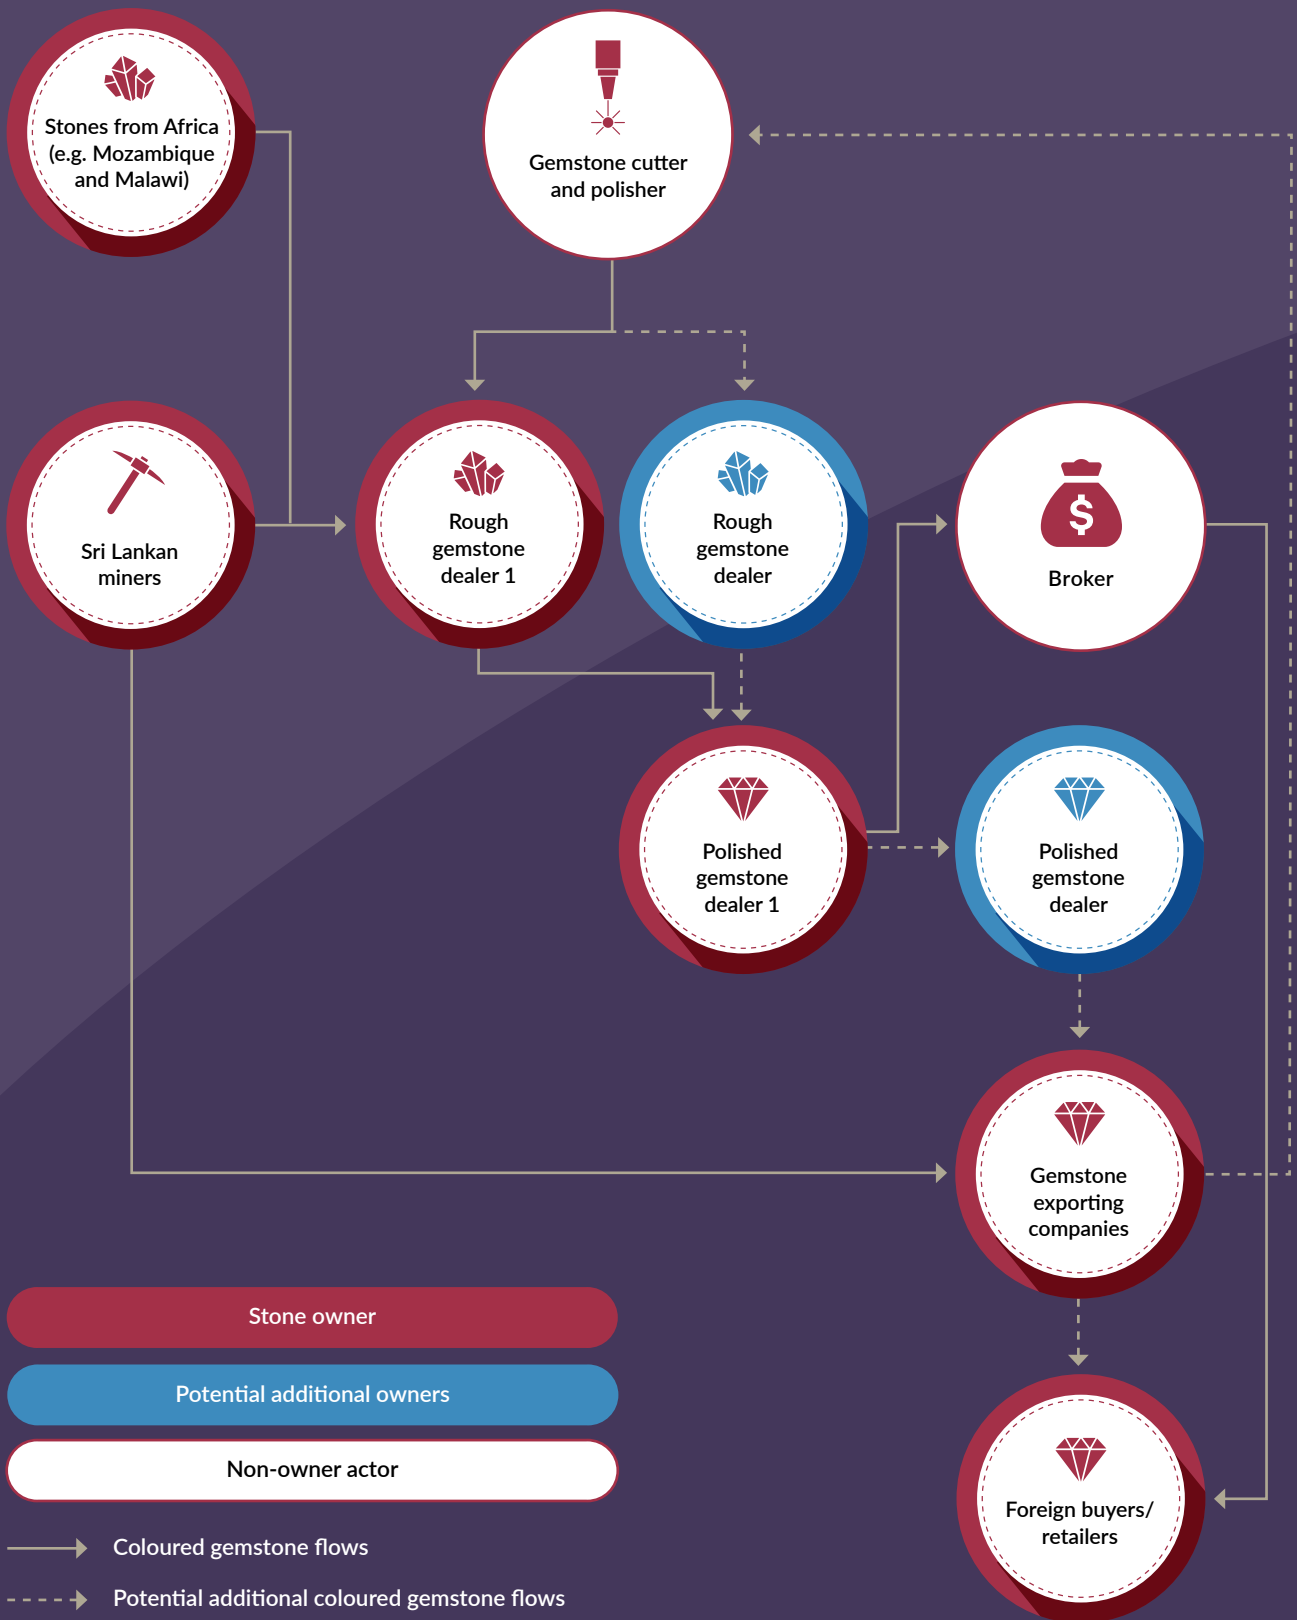 Stones from Africa
(e.g. Mozambique
and Malawi)
Gemstone cutter
and polisher
Sri Lankan
miners
Rough
gemstone
dealer 1
Rough
gemstone
dealer
$
Broker
Polished
gemstone
dealer 1
Polished
gemstone
dealer
Gemstone
exporting
companies
Foreign buyers/
retailers
Stone owner
Potential additional owners
Non-owner actor
Coloured gemstone flows
Potential additional coloured gemstone flows